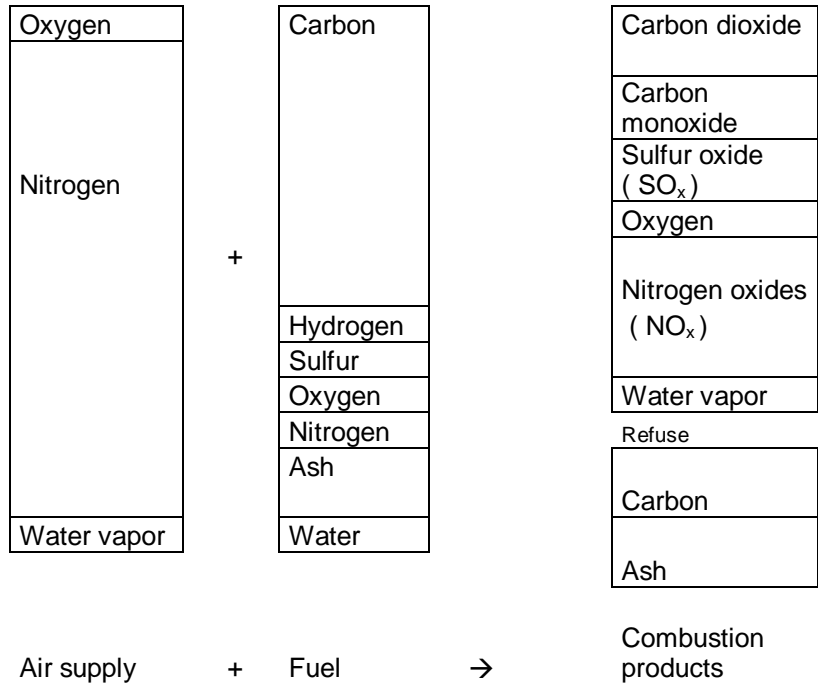 Oxygen
Nitrogen
Water vapor
+
Carbon
Hydrogen
Sulfur
Oxygen
Nitrogen
Ash
Water
Carbon dioxide
Carbon
monoxide
Sulfur oxide
( SOₓ)
Oxygen
Nitrogen oxides
( NOₓ)
Water vapor
Refuse
Carbon
Ash
Air supply + Fuel → Combustion
products